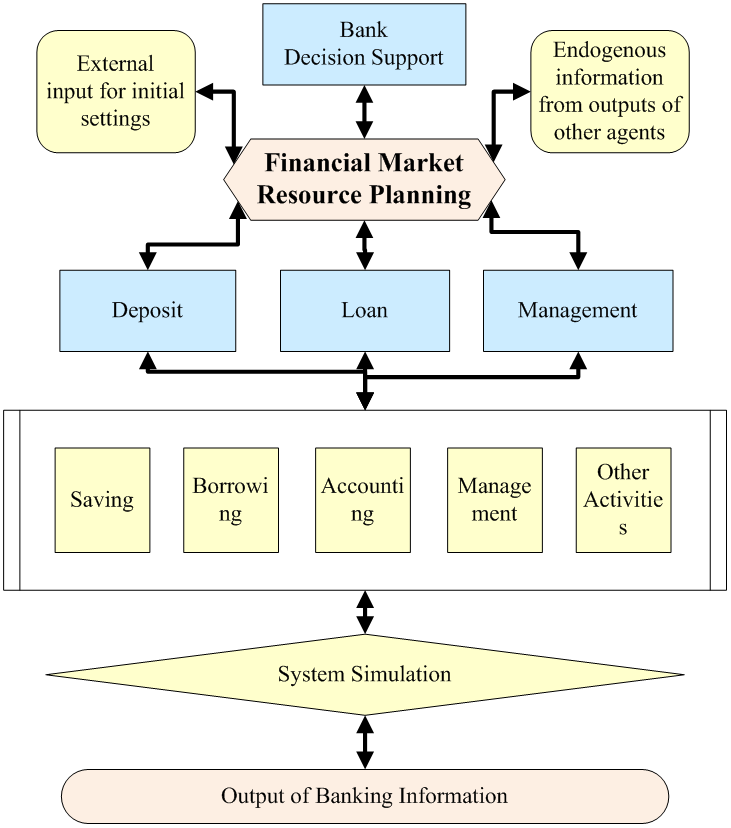 Bank
Decision Support
External
input for initial
settings
Endogenous
information
from outputs of
other agents
Financial Market
Resource Planning
Deposit
Loan
Management
Saving
Borrowi
ng
Accounti
ng
Manage
ment
Other
Activitie
s
System Simulation
Output of Banking Information